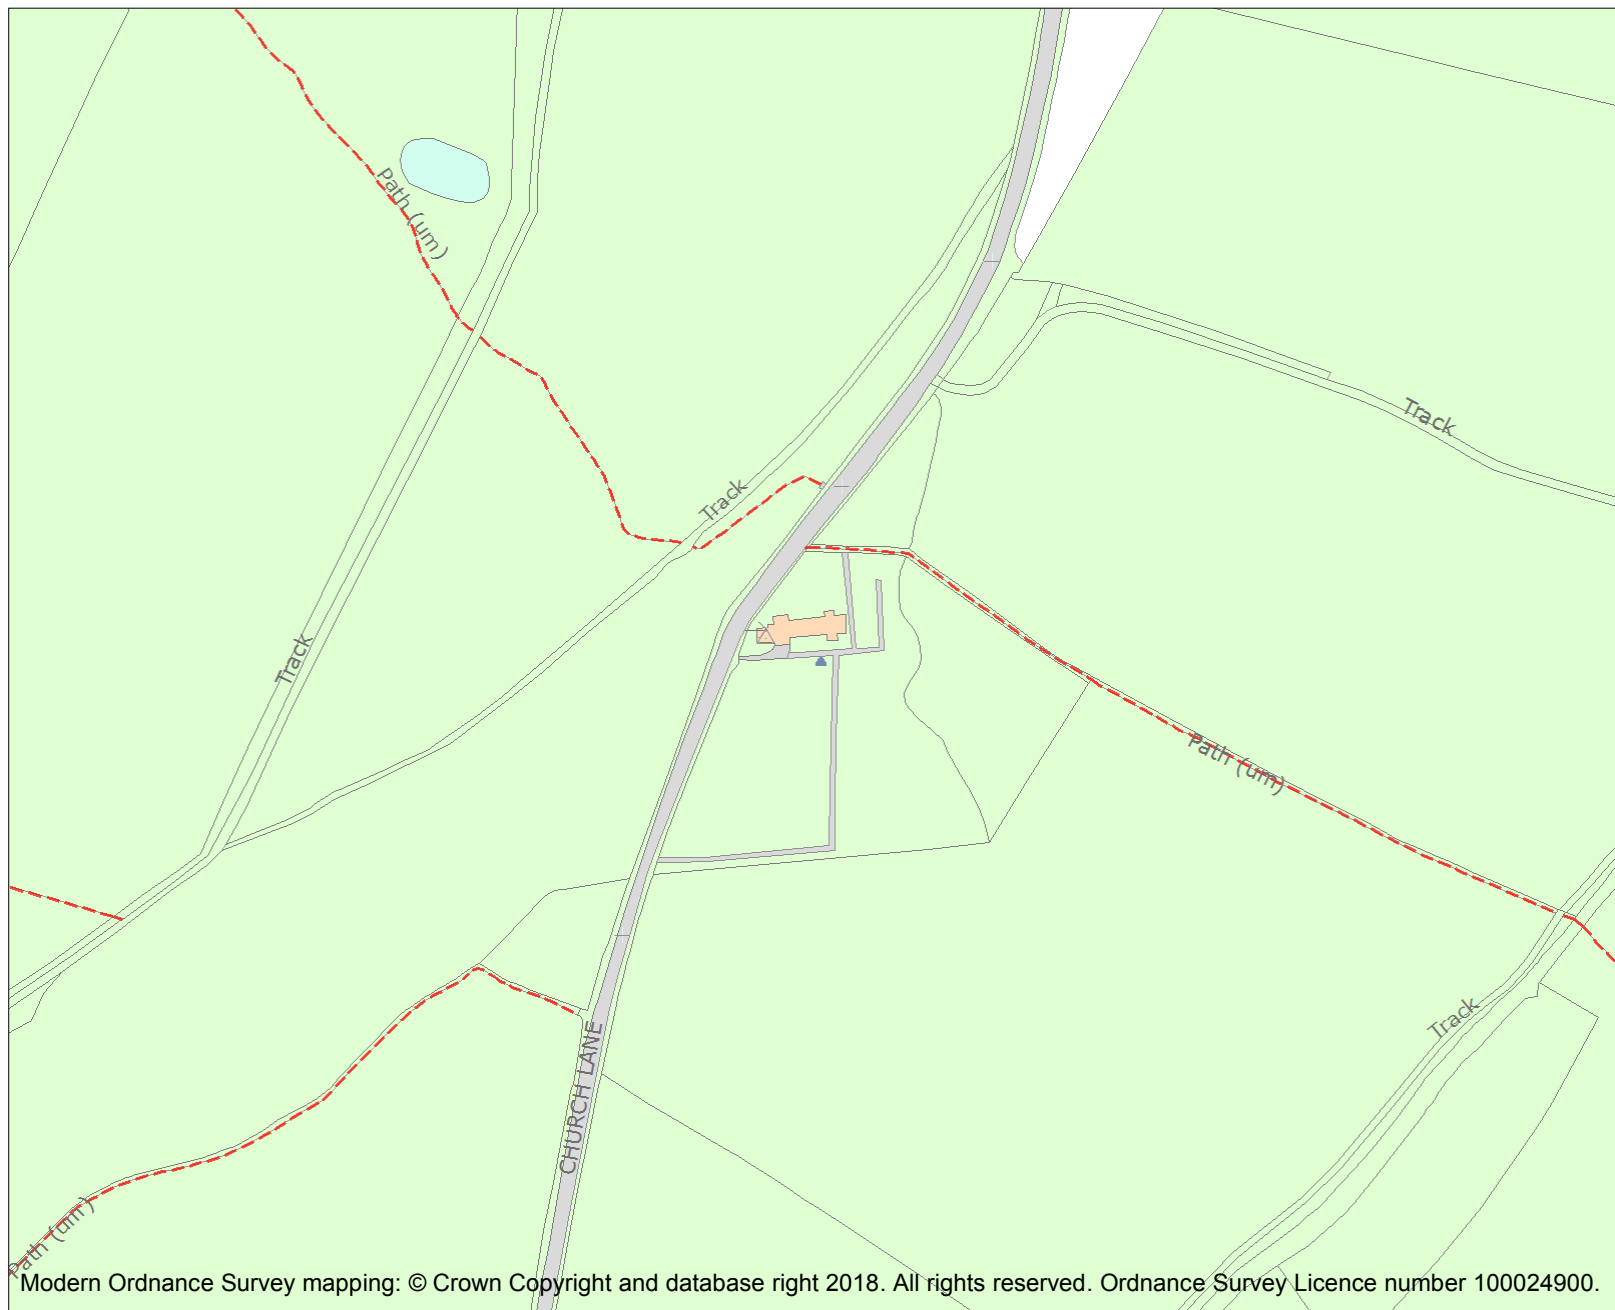 Path (um)
Track
Track
Track
Path (um)
Track
CHURCH LANE
Path (um)
Modern Ordnance Survey mapping: © Crown Copyright and database right 2018. All rights reserved. Ordnance Survey Licence number 100024900.